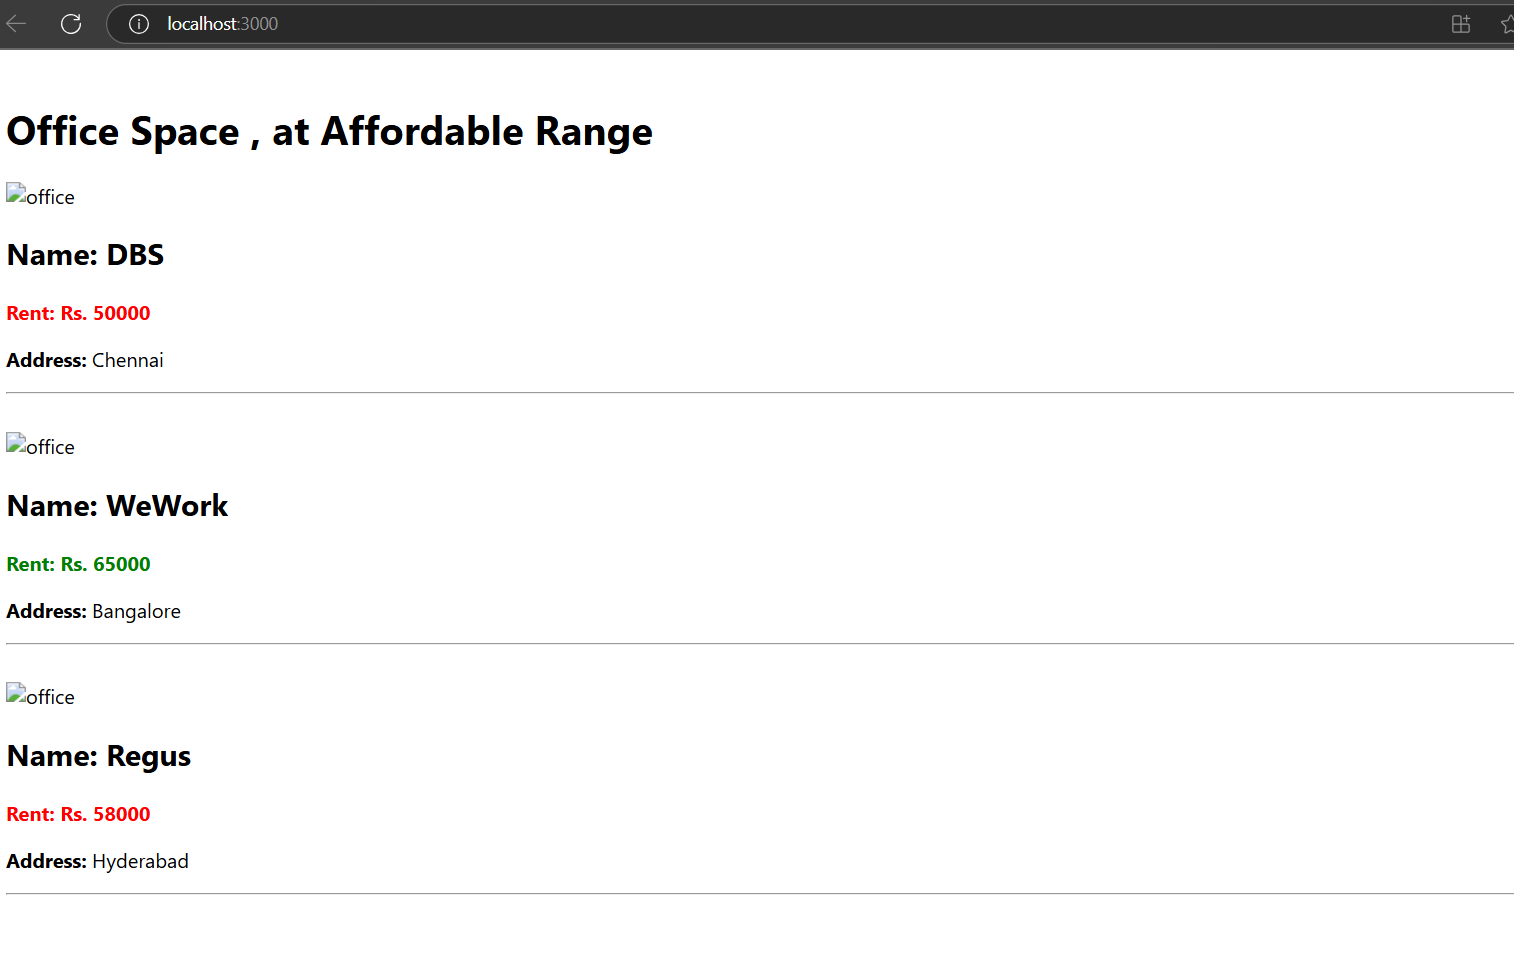 localhost:3000
Office Space , at Affordable Range
office
Name: DBS
Rent: Rs. 50000
Address: Chennai
office
Name: WeWork
Rent: Rs. 65000
Address: Bangalore
office
Name: Regus
Rent: Rs. 58000
Address: Hyderabad